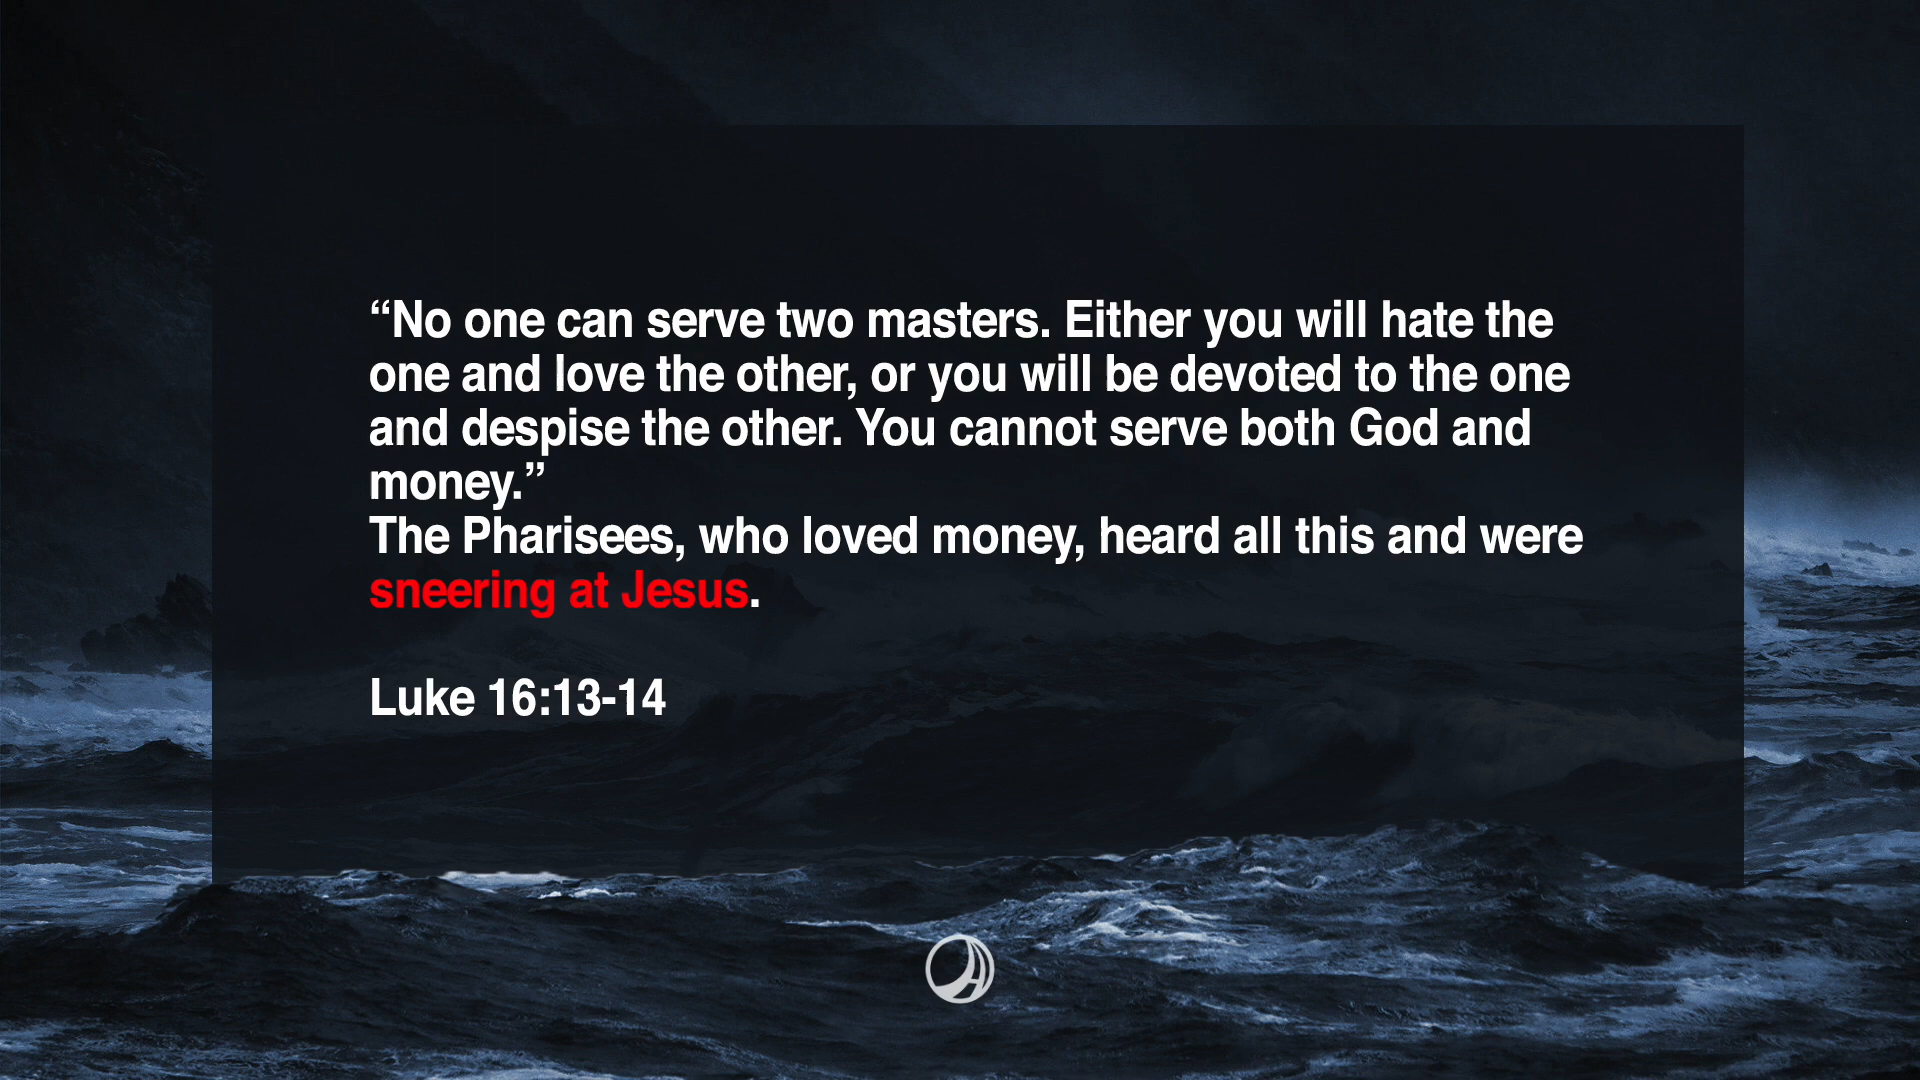 “No one can serve two masters. Either you will hate the
one and love the other, or you will be devoted to the one
and despise the other. You cannot serve both God and
money.”
The Pharisees, who loved money, heard all this and were
sneering at Jesus.
Luke 16:13-14